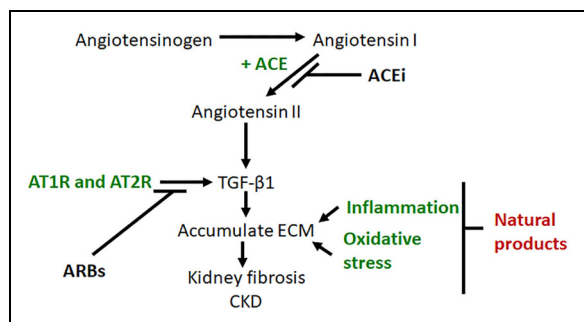 Angiotensinogen Angiotensin I
+ ACE
ACEi
Angiotensin II
AT1R and AT2R TGF-β1
Inflammation
Accumulate ECM
Natural
products
Oxidative
stress
ARBs
Kidney fibrosis
CKD